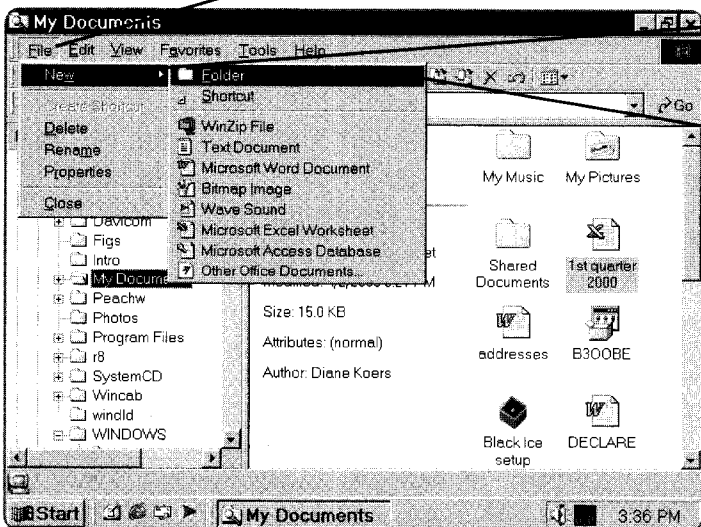 My Documents
File Edit View Favorites Tools Help
New
Folder
Shortcut
Create Shortcut
Delete
Rename
Properties
Close
WinZip File
Text Document
Microsoft Word Document
Bitmap Image
Wave Sound
Microsoft Excel Worksheet
Microsoft Access Database
Other Office Documents...
Go
Davicom
Figs
Intro
My Docume
Peachw
Photos
Program Files
r8
SystemCD
Wincab
windld
WINDOWS
Size: 15.0 KB
Attributes: (normal)
Author: Diane Koers
My Music
My Pictures
Shared Documents
1st quarter 2000
addresses
B3OOBE
Black Ice setup
DECLARE
Start
My Documents
3:36 PM